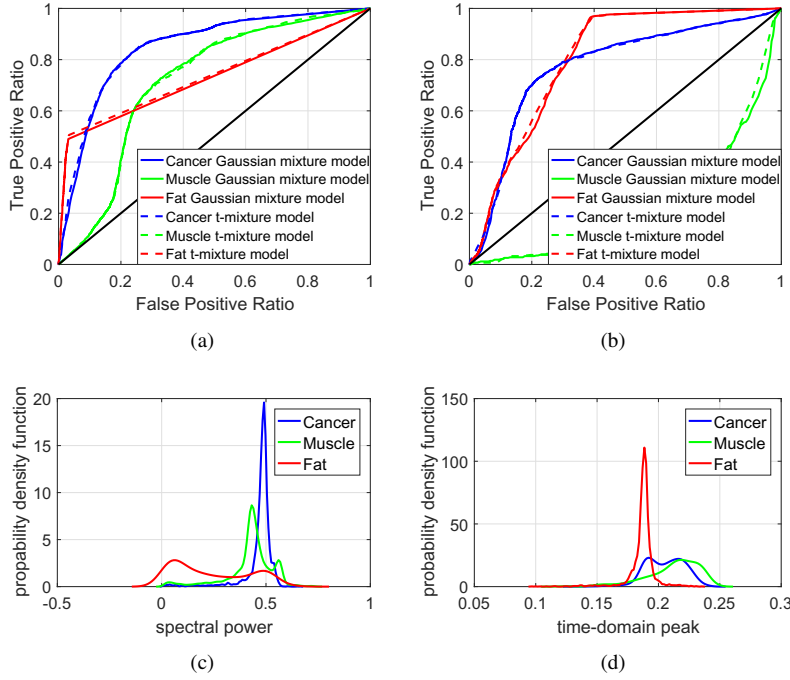 True Positive Ratio
1
0.8
0.6
0.4
0.2
0
0
0.2
0.4
0.6
0.8
1
Cancer Gaussian mixture model
Muscle Gaussian mixture model
Fat Gaussian mixture model
Cancer t-mixture model
Muscle t-mixture model
Fat t-mixture model
False Positive Ratio
(a)
True Positive Ratio
1
0.8
0.6
0.4
0.2
0
0
0.2
0.4
0.6
0.8
1
Cancer Gaussian mixture model
Muscle Gaussian mixture model
Fat Gaussian mixture model
Cancer t-mixture model
Muscle t-mixture model
Fat t-mixture model
False Positive Ratio
(b)
propability density function
20
15
10
5
0
-0.5
0
0.5
1
Cancer
Muscle
Fat
spectral power
(c)
probability density function
150
100
50
0
0.05
0.1
0.15
0.2
0.25
0.3
Cancer
Muscle
Fat
time-domain peak
(d)